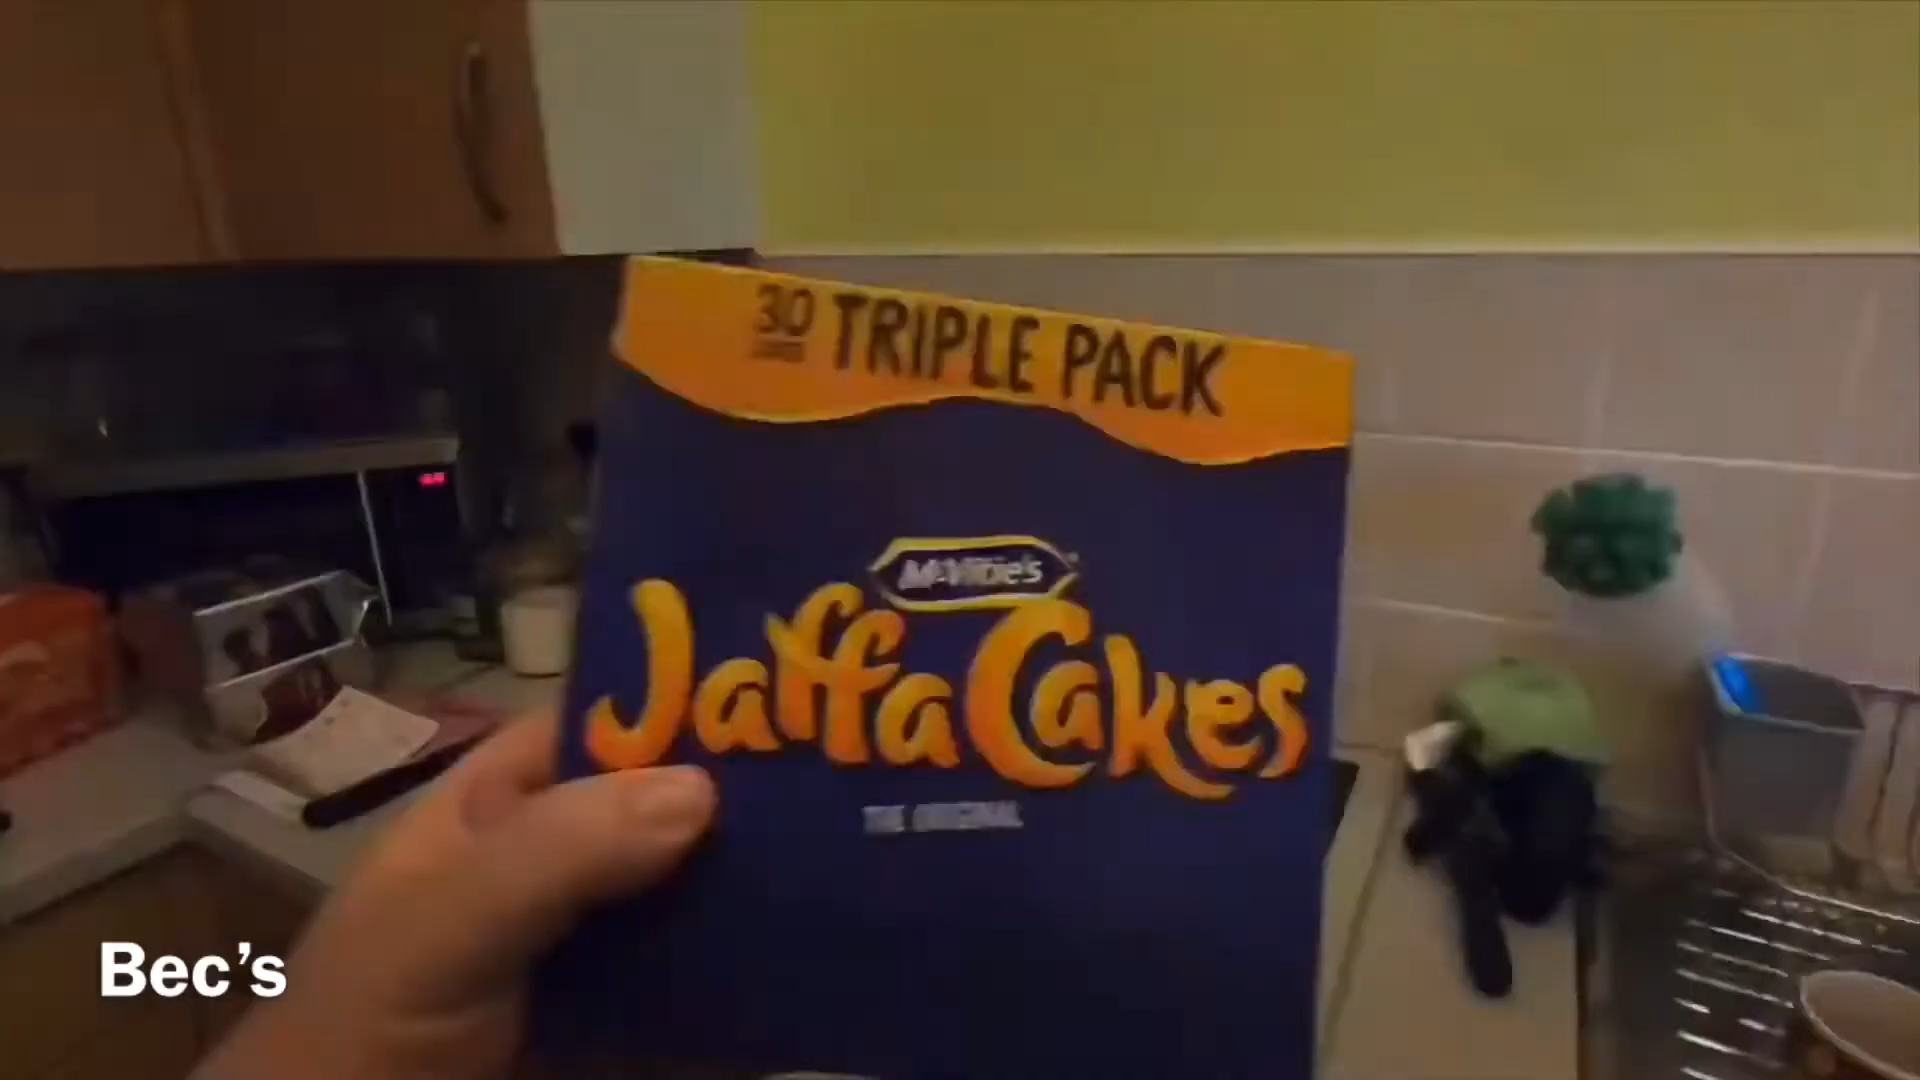 30 TRIPLE PACK
McVitie's
Jaffa Cakes
THE ORIGINAL
Bec's